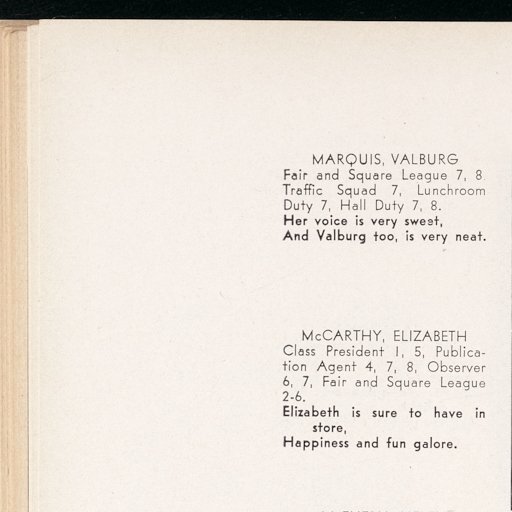 MARQUIS, VALBURG
Fair and Square League 7, 8.
Traffic Squad 7, Lunchroom
Duty 7, Hall Duty 7, 8.
Her voice is very sweet,
And Valburg too, is very neat.
McCARTHY, ELIZABETH
Class President 1, 5, Publica-
tion Agent 4, 7, 8, Observer
6, 7, Fair and Square League
2-6.
Elizabeth is sure to have in
store,
Happiness and fun galore.